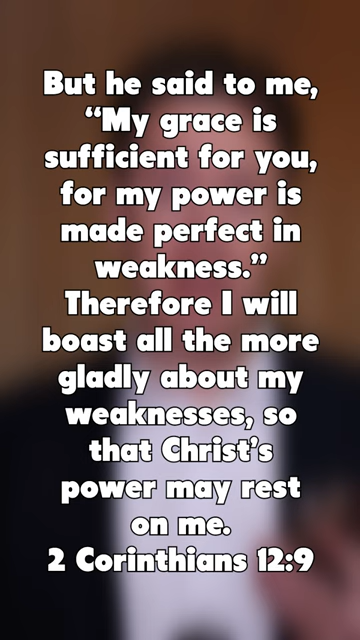 But he said to me,
“My grace is
sufficient for you,
for my power is
made perfect in
weakness.”
Therefore I will
boast all the more
gladly about my
weaknesses, so
that Christ’s
power may rest
on me.
2 Corinthians 12:9